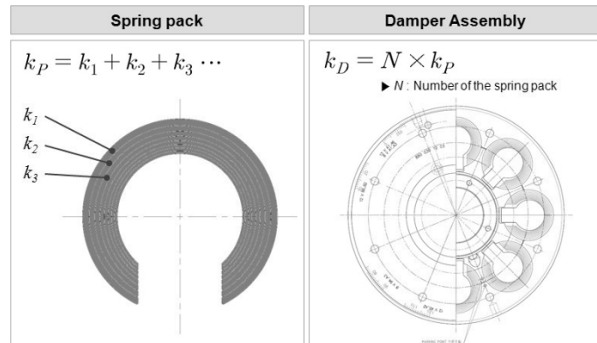 Spring pack
Damper Assembly
k_P = k_1 + k_2 + k_3 ⋯
k_D = N × k_P
▶ N : Number of the spring pack
k_1
k_2
k_3